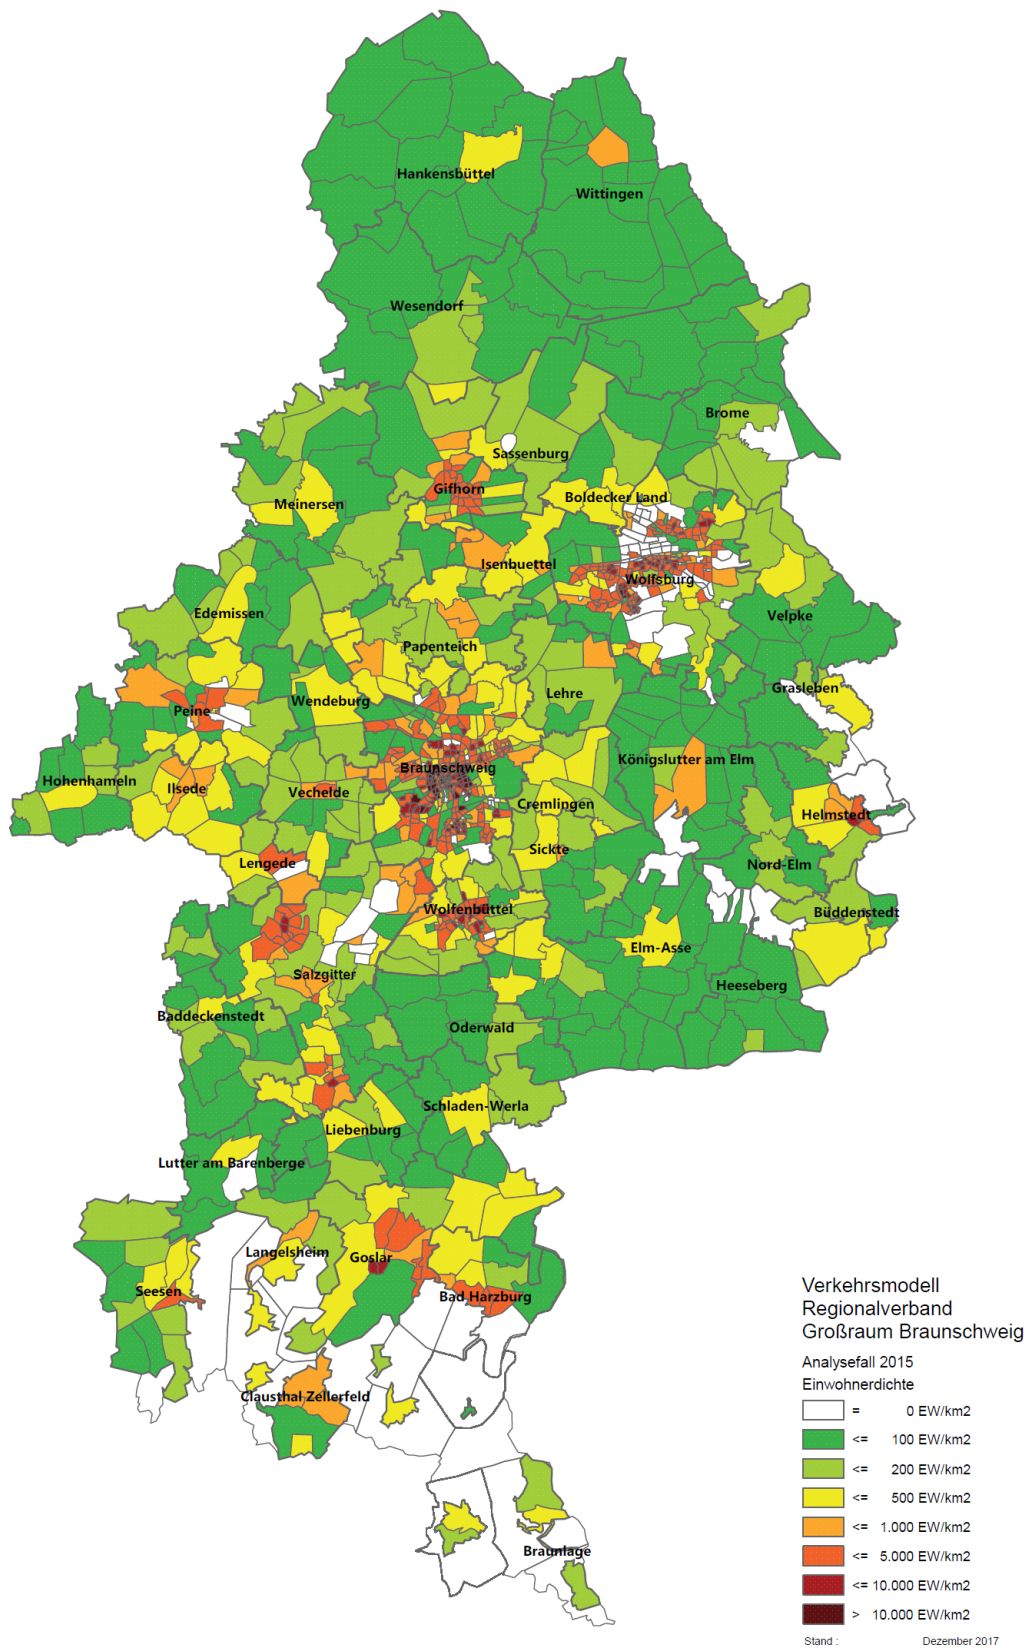 Hankensbüttel
Wittingen
Wesendorf
Brome
Sassenburg
Gifhorn
Boldecker Land
Meinersen
Isenbuettel
Wolfsburg
Edemissen
Velpke
Papenteich
Grasleben
Lehre
Wendeburg
Peine
Königslutter am Elm
Braunschweig
Hohenhameln
Ilsede
Vechelde
Cremlingen
Helmstedt
Sickte
Lengede
Nord-Elm
Wolfenbüttel
Büddenstedt
Elm-Asse
Salzgitter
Heeseberg
Baddeckenstedt
Oderwald
Schladen-Werla
Liebenburg
Lutter am Barenberge
Langelsheim
Goslar
Seesen
Bad Harzburg
Clausthal Zellerfeld
Braunlage
Verkehrsmodell
Regionalverband
Großraum Braunschweig
Analysefall 2015
Einwohnerdichte
= 0 EW/km2
<= 100 EW/km2
<= 200 EW/km2
<= 500 EW/km2
<= 1.000 EW/km2
<= 5.000 EW/km2
<= 10.000 EW/km2
> 10.000 EW/km2
Stand : Dezember 2017